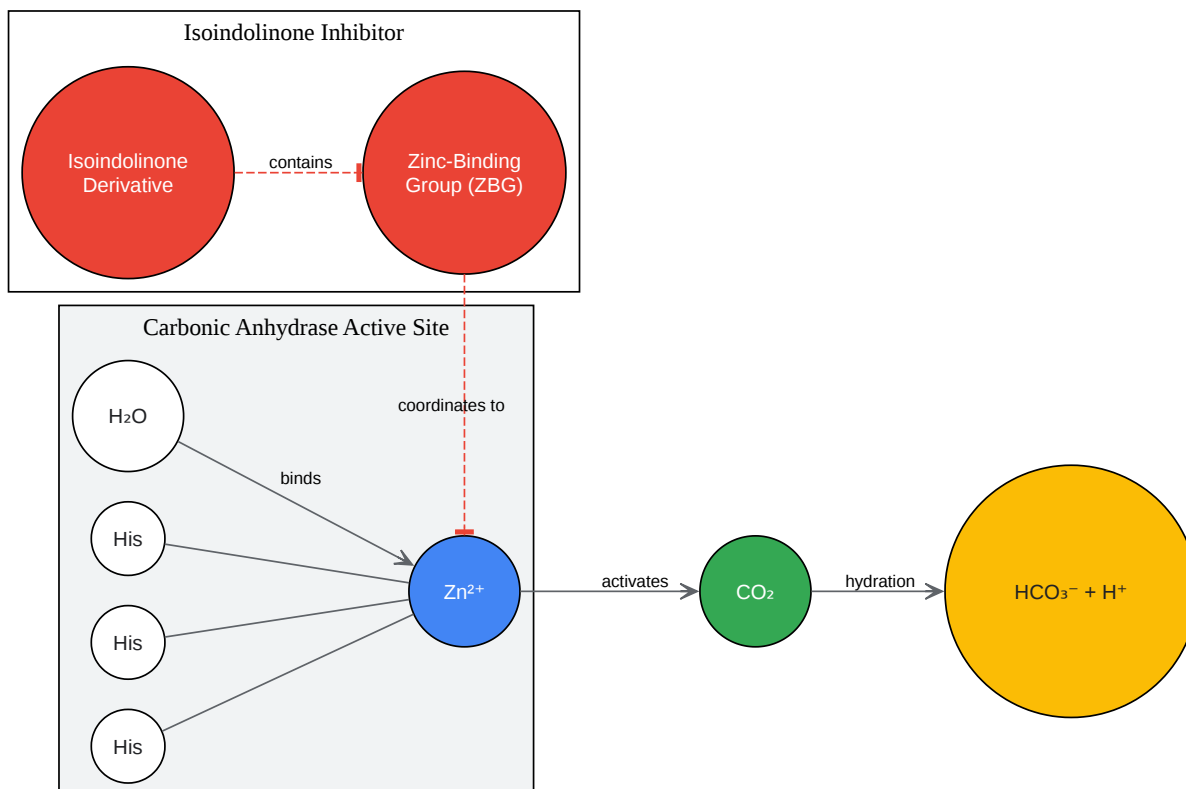 Isoindolinone Inhibitor
Isoindolinone
Derivative
contains
Zinc-Binding
Group (ZBG)
Carbonic Anhydrase Active Site
coordinates to
H₂O
binds
His
His
His
Zn²⁺
activates
CO₂
hydration
HCO₃⁻ + H⁺